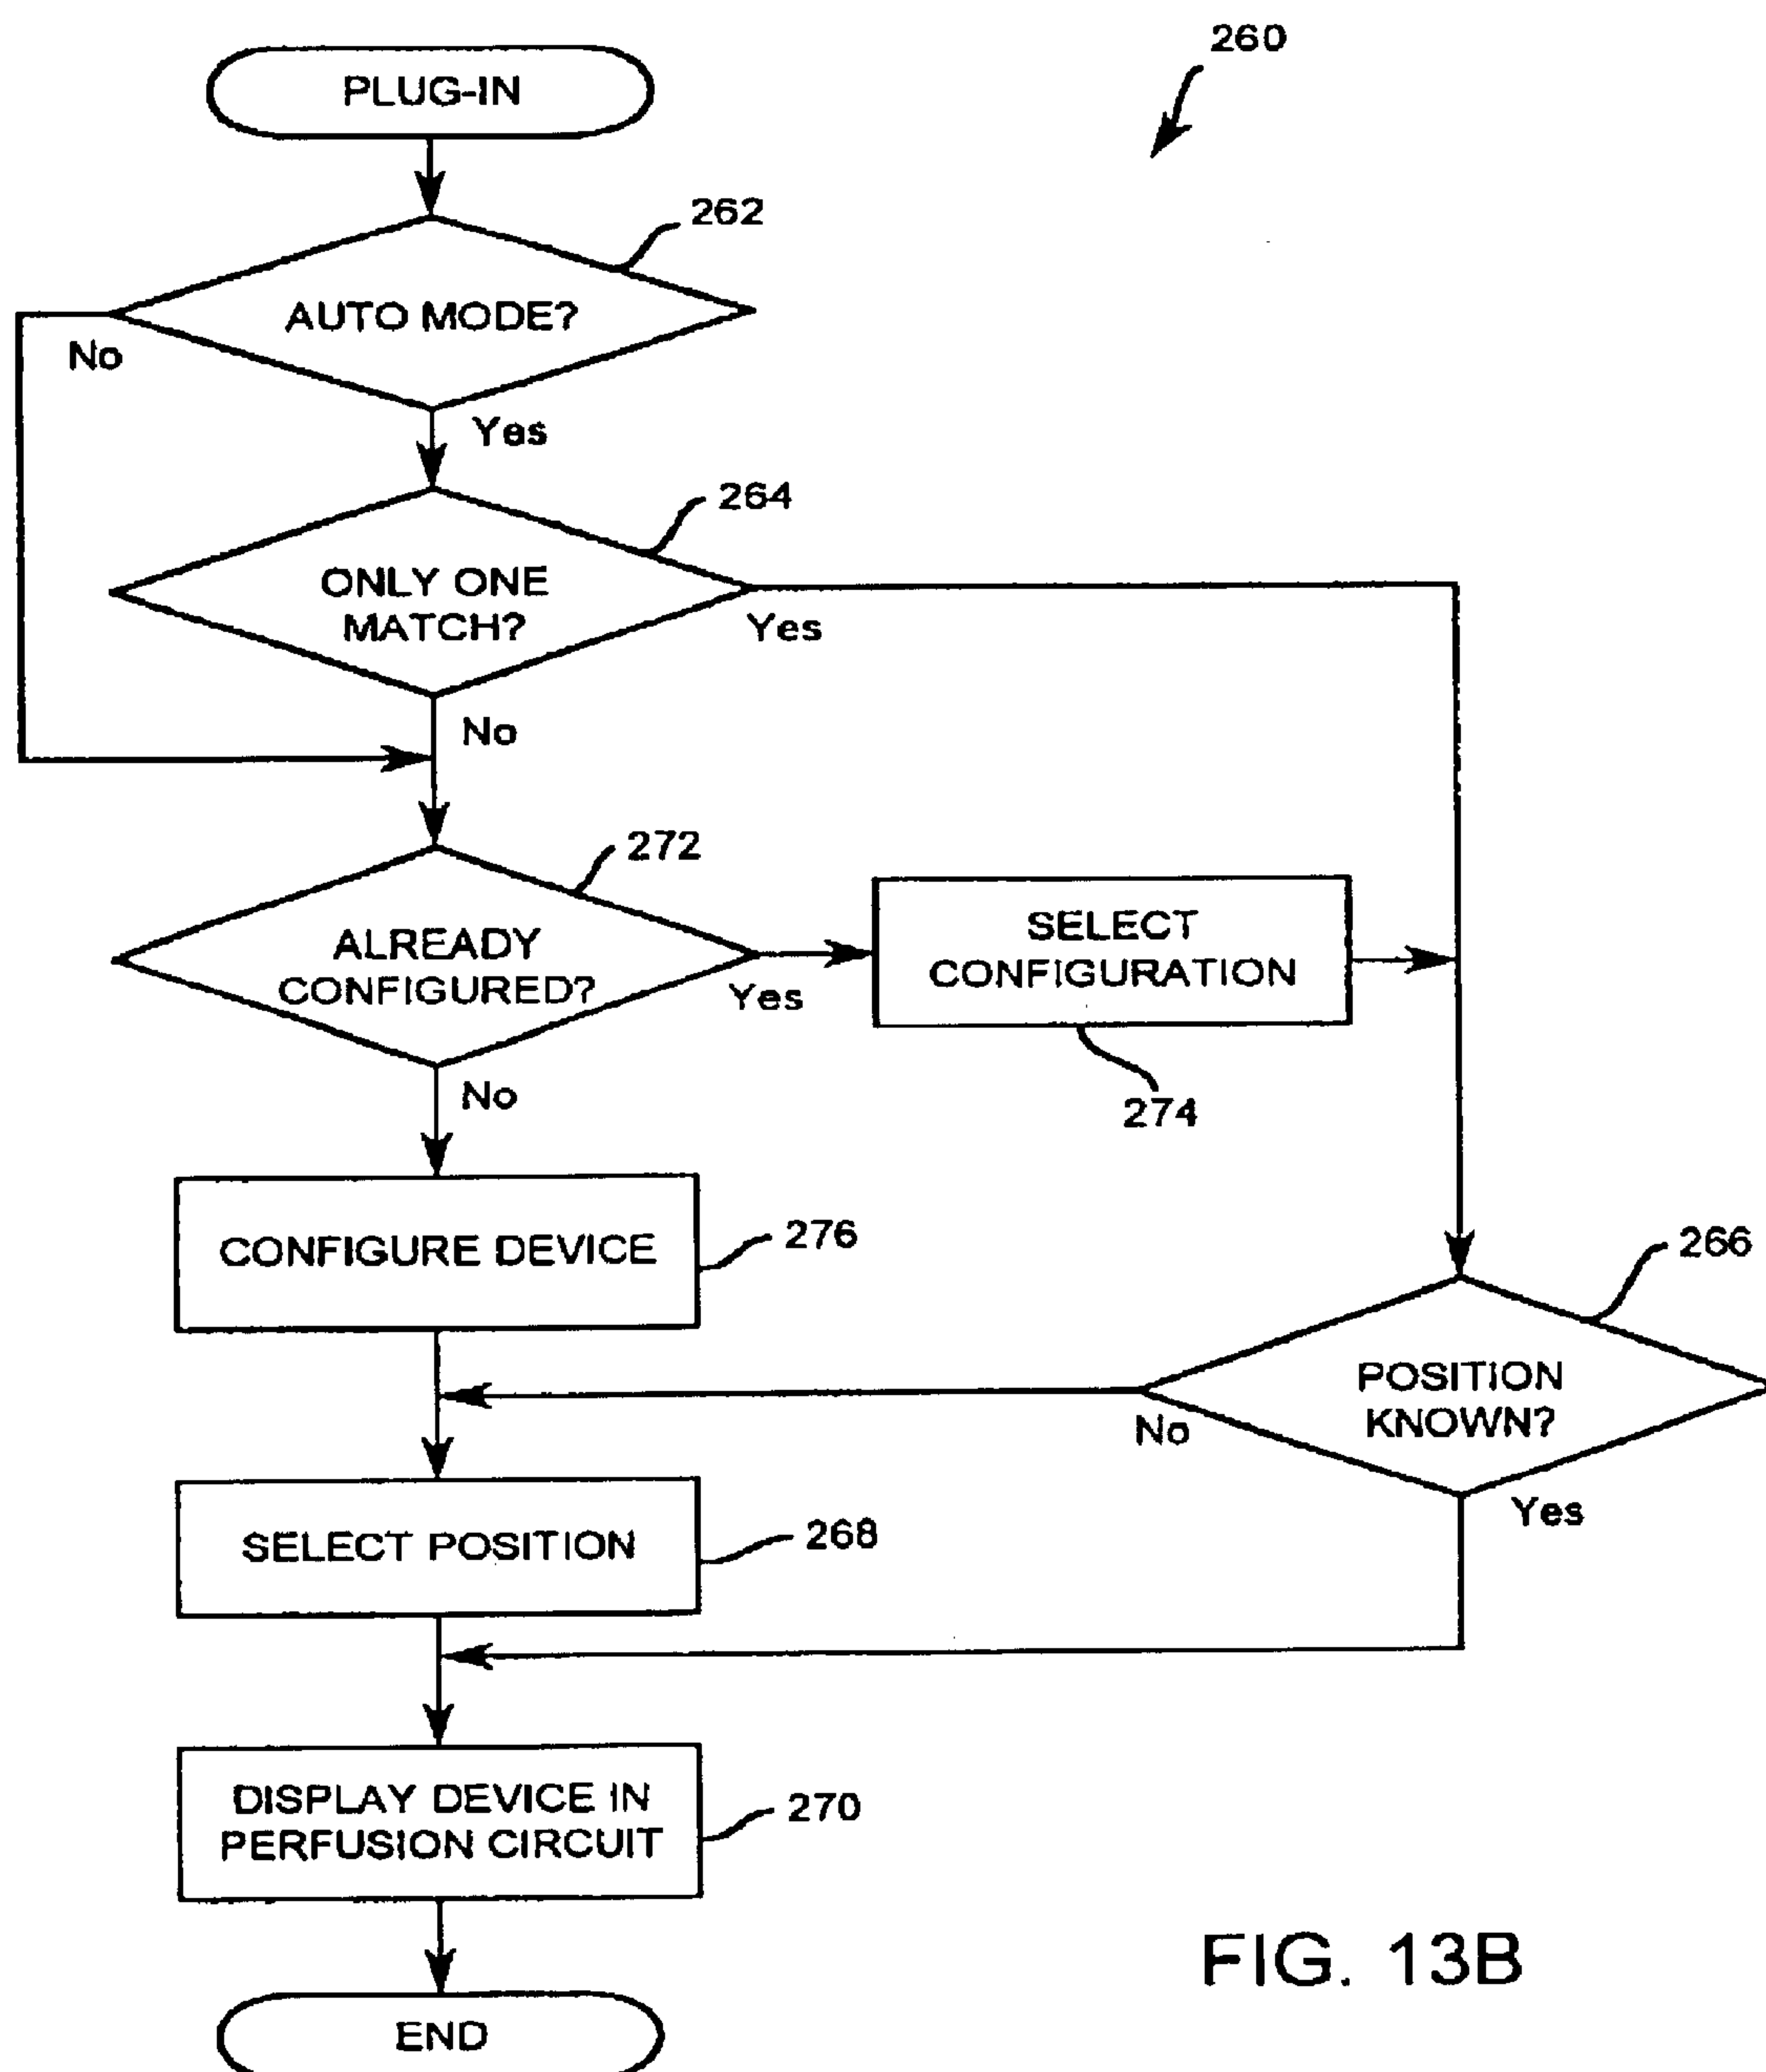 260
PLUG-IN
262
AUTO MODE?
No
Yes
264
ONLY ONE
MATCH?
Yes
No
272
ALREADY
CONFIGURED?
Yes
SELECT
CONFIGURATION
274
No
CONFIGURE DEVICE
276
266
POSITION
KNOWN?
No
Yes
SELECT POSITION
268
DISPLAY DEVICE IN
PERFUSION CIRCUIT
270
END
FIG. 13B